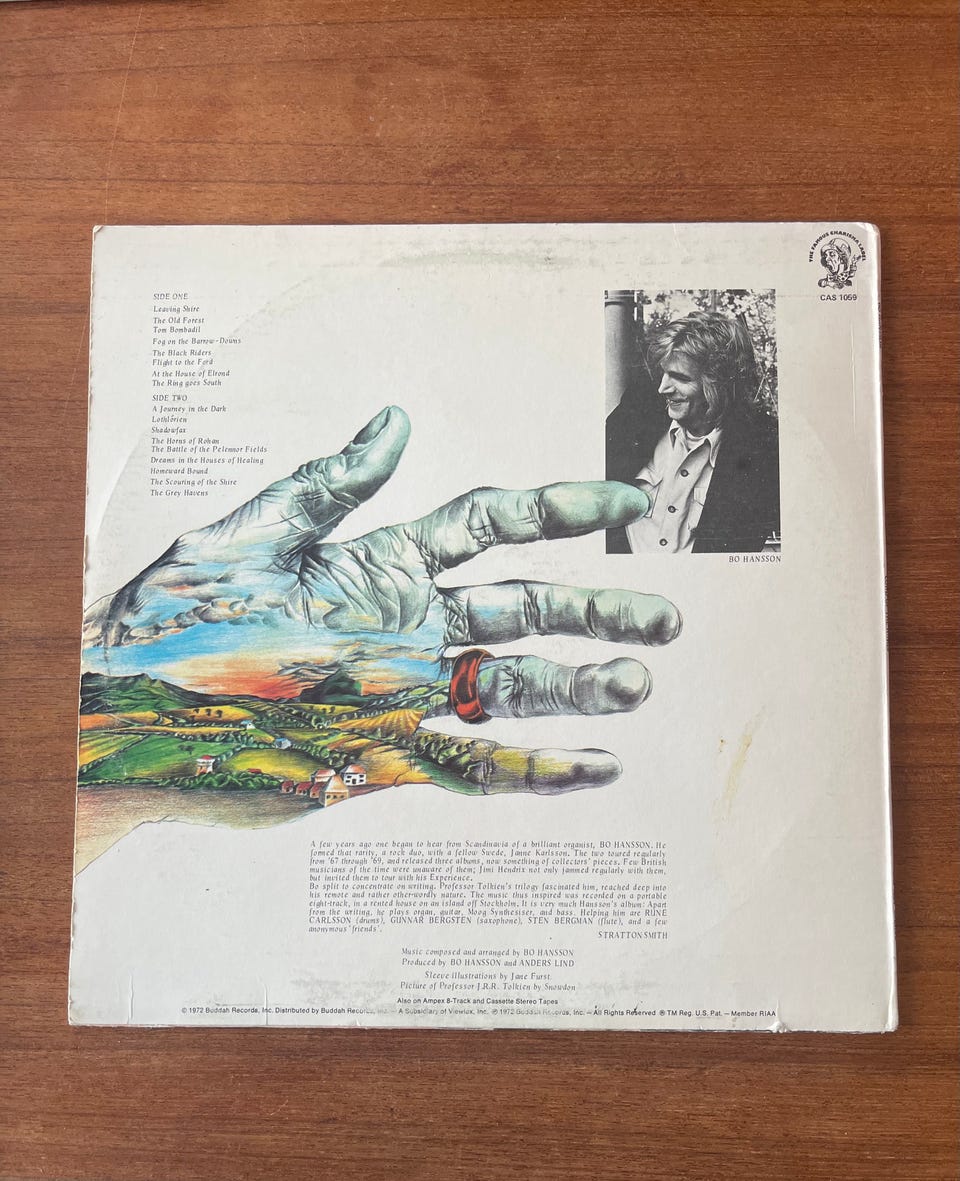 THE FAMOUS CHARISMA LABEL
CAS 1059
SIDE ONE
Leaving Shire
The Old Forest
Tom Bombadil
Fog on the Barrow-Downs
The Black Riders
Flight to the Ford
At the House of Elrond
The Ring goes South
SIDE TWO
A Journey in the Dark
Lothlórien
Shadowfax
The Horns of Rohan
The Battle of the Pelennor Fields
Dreams in the Houses of Healing
Homeward Bound
The Scouring of the Shire
The Grey Havens
BO HANSSON
A few years ago one began to hear from Scandinavia of a brilliant organist, BO HANSSON. He
formed that rarity, a rock duo, with a fellow Swede, Janne Karlsson. The two toured regularly
from '67 through '69, and released three albums, now something of collectors' pieces. Few British
musicians of the time were unaware of them; Jimi Hendrix not only jammed regularly with them,
but invited them to tour with his Experience.
Bo split to concentrate on writing. Professor Tolkien's trilogy fascinated him, reached deep into
his remote and rather other-wordly nature. The music thus inspired was recorded on a portable
eight-track, in a rented house on an island off Stockholm. It is very much Hansson's album: Apart
from the writing, he plays organ, guitar, Moog Synthesiser, and bass. Helping him are RUNE
CARLSSON (drums), GUNNAR BERGSTEN (saxophone), STEN BERGMAN (flute), and a few
anonymous 'friends'.
STRATTON SMITH
Music composed and arranged by BO HANSSON
Produced by BO HANSSON and ANDERS LIND
Sleeve illustrations by Jane Furst
Picture of Professor J.R.R. Tolkien by Snowdon
Also on Ampex 8-Track and Cassette Stereo Tapes
© 1972 Buddah Records, Inc. Distributed by Buddah Records, Inc. — A Subsidiary of Viewlex, Inc. ℗ 1972 Buddah Records, Inc. — All Rights Reserved ® TM Reg. U.S. Pat. — Member RIAA